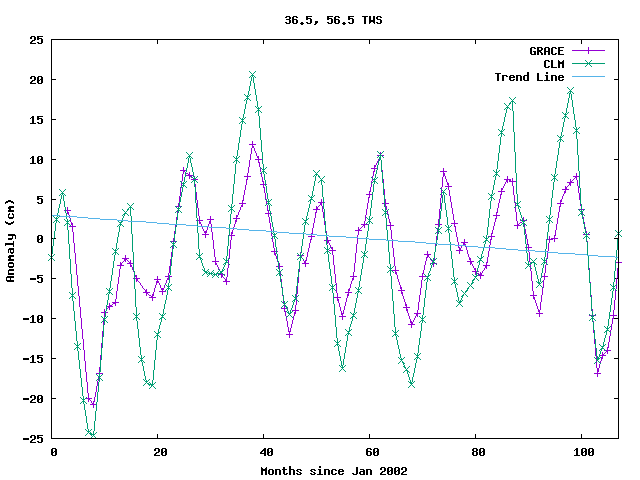 36.5, 56.5 TWS
GRACE
CLM
Trend Line
Anomaly (cm)
25
20
15
10
5
0
-5
-10
-15
-20
-25
0 20 40 60 80 100
Months since Jan 2002